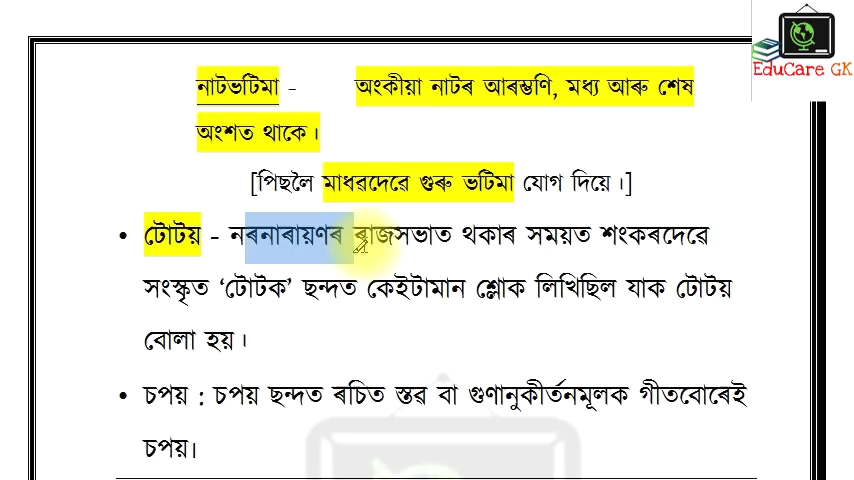 EduCare GK
নাটভটিমা - অংকীয়া নাটৰ আৰম্ভণি, মধ্য আৰু শেষ
অংশত থাকে।
[পিছলৈ মাধৱদেৱে গুৰু ভটিমা যোগ দিয়ে।]
• টোটয় - নৰনাৰায়ণৰ ৰাজসভাত থকাৰ সময়ত শংকৰদেৱে
সংস্কৃত ‘টোটক’ ছন্দত কেইটামান শ্লোক লিখিছিল যাক টোটয়
বোলা হয়।
• চপয় : চপয় ছন্দত ৰচিত স্তৱ বা গুণানুকীৰ্তনমূলক গীতবোৰেই
চপয়।